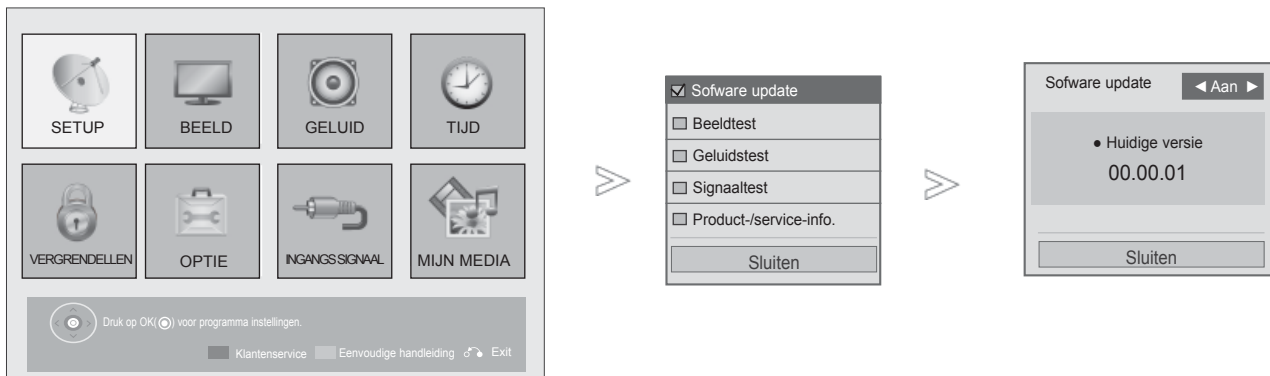 SETUP
BEELD
GELUID
TIJD
VERGRENDELLEN
OPTIE
INGANGSSIGNAAL
MIJN MEDIA
Druk op OK(◉) voor programma instellingen.
Klantenservice Eenvoudige handleiding Exit
Sofware update
Beeldtest
Geluidstest
Signaaltest
Product-/service-info.
Sluiten
Sofware update ◄ Aan ►
● Huidige versie
00.00.01
Sluiten